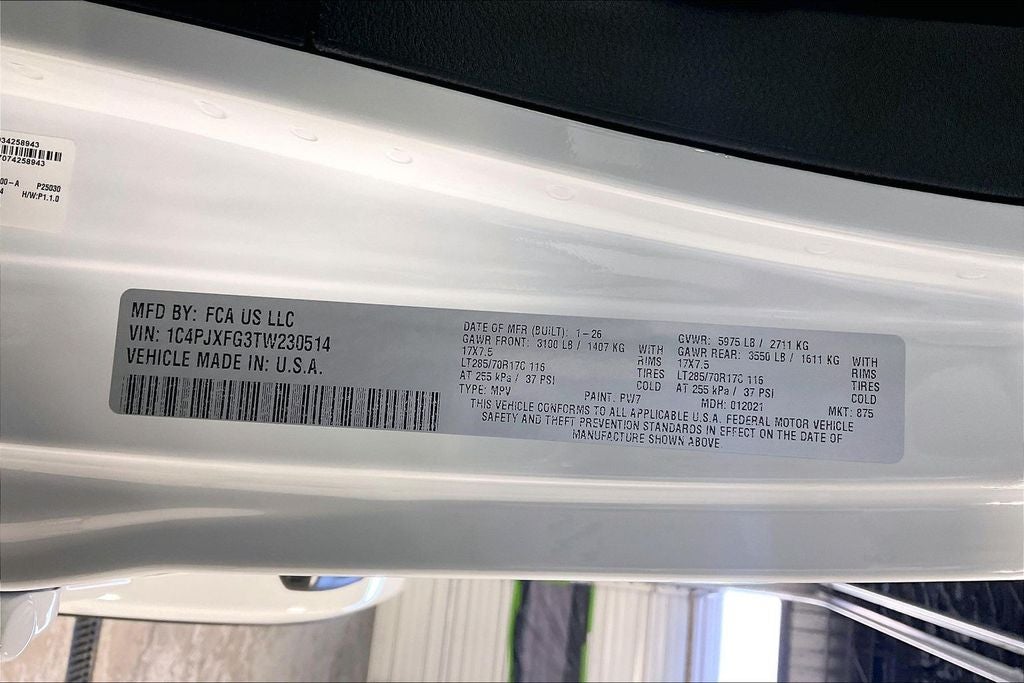 34258943
7074258943
00-A P25030
4 H/W:P1.1.0
MFD BY: FCA US LLC
VIN: 1C4PJXFG3TW230514
VEHICLE MADE IN: U.S.A.
DATE OF MFR (BUILT): 1-26 GVWR: 5975 LB / 2711 KG
GAWR FRONT: 3100 LB / 1407 KG WITH GAWR REAR: 3550 LB / 1611 KG WITH
17X7.5 RIMS 17X7.5 RIMS
LT285/70R17C 116 TIRES LT285/70R17C 116 TIRES
AT 255 kPa / 37 PSI COLD AT 255 kPa / 37 PSI COLD
TYPE: MPV PAINT: PW7 MDH: 012021 MKT: 875
THIS VEHICLE CONFORMS TO ALL APPLICABLE U.S.A. FEDERAL MOTOR VEHICLE
SAFETY AND THEFT PREVENTION STANDARDS IN EFFECT ON THE DATE OF
MANUFACTURE SHOWN ABOVE.